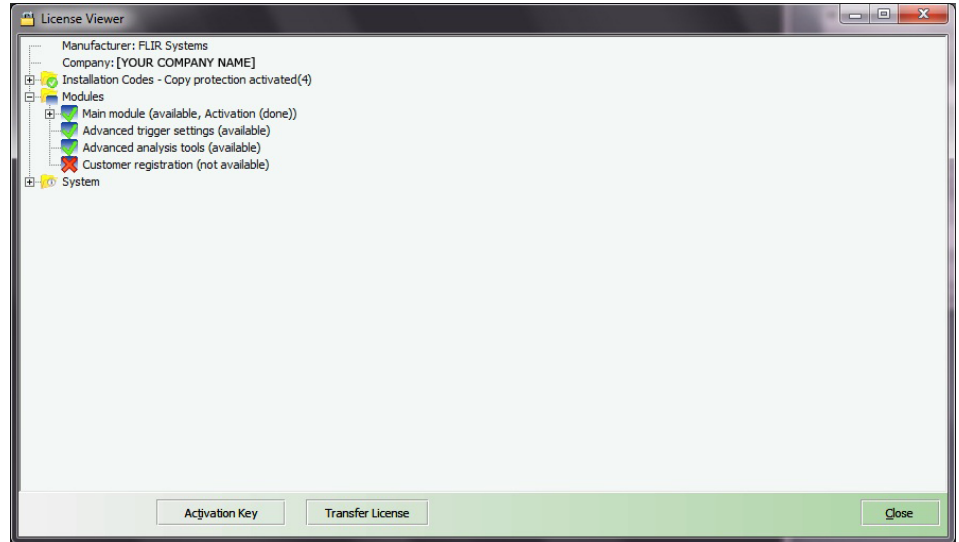 License Viewer
Manufacturer: FLIR Systems
Company: [YOUR COMPANY NAME]
Installation Codes - Copy protection activated(4)
Modules
Main module (available, Activation (done))
Advanced trigger settings (available)
Advanced analysis tools (available)
Customer registration (not available)
System
Activation Key Transfer License Close